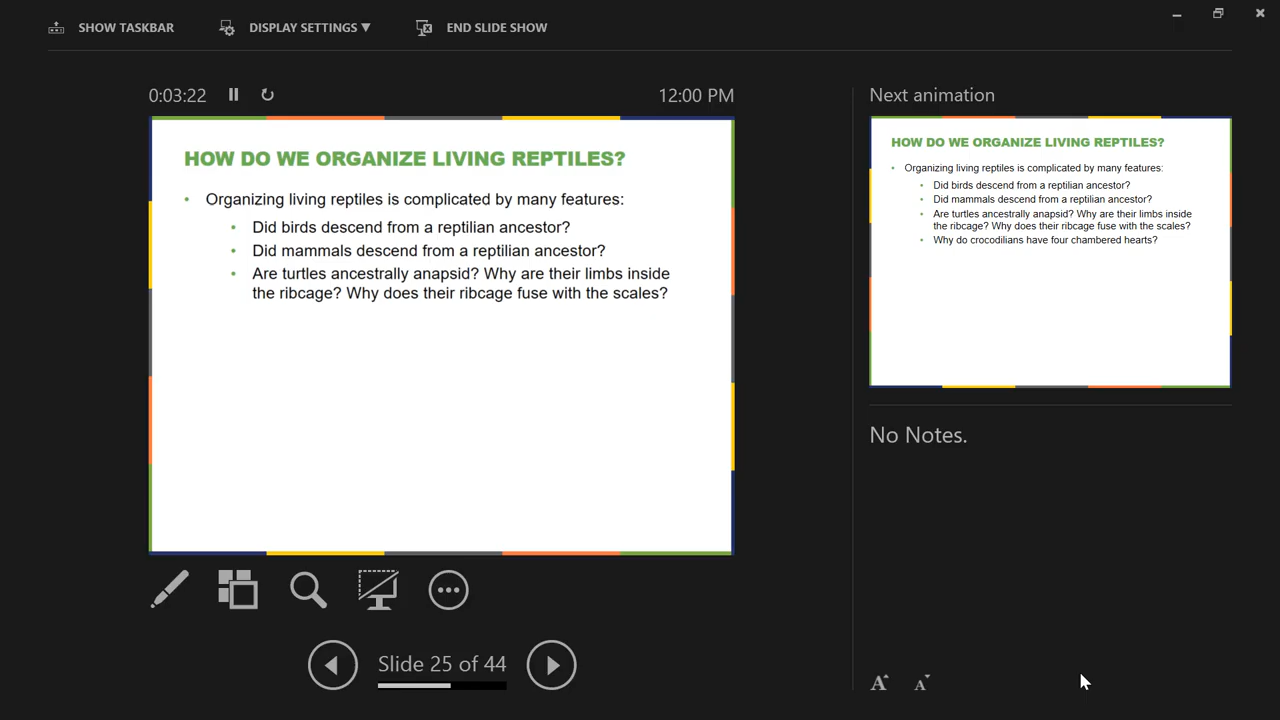 SHOW TASKBAR
DISPLAY SETTINGS ▼
END SLIDE SHOW
0:03:22
12:00 PM
HOW DO WE ORGANIZE LIVING REPTILES?
• Organizing living reptiles is complicated by many features:
• Did birds descend from a reptilian ancestor?
• Did mammals descend from a reptilian ancestor?
• Are turtles ancestrally anapsid? Why are their limbs inside
the ribcage? Why does their ribcage fuse with the scales?
Slide 25 of 44
Next animation
HOW DO WE ORGANIZE LIVING REPTILES?
• Organizing living reptiles is complicated by many features:
• Did birds descend from a reptilian ancestor?
• Did mammals descend from a reptilian ancestor?
• Are turtles ancestrally anapsid? Why are their limbs inside
the ribcage? Why does their ribcage fuse with the scales?
• Why do crocodilians have four chambered hearts?
No Notes.
A A